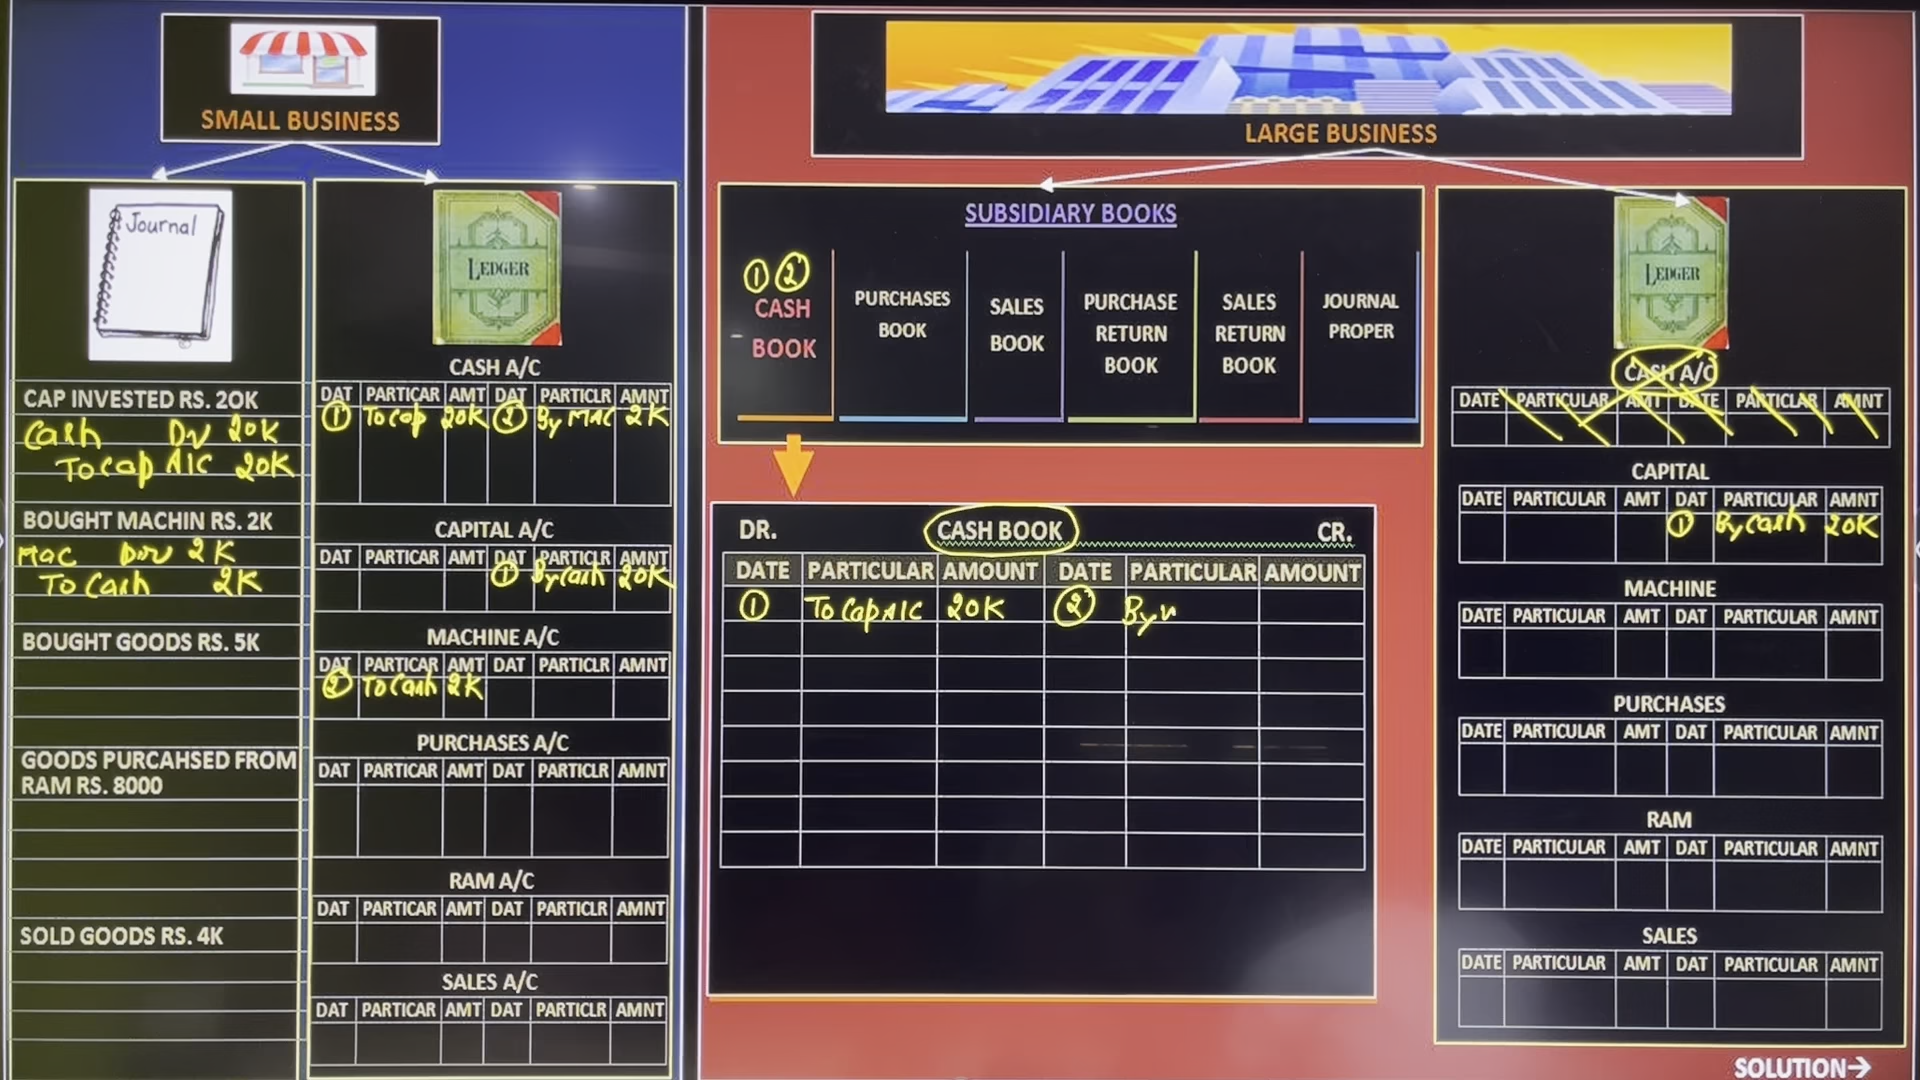 SMALL BUSINESS
Journal
CAP INVESTED RS. 20K
Cash Dr 20K
To Cap A/C 20K
BOUGHT MACHIN RS. 2K
Mac Dr 2K
To Cash 2K
BOUGHT GOODS RS. 5K
GOODS PURCAHSED FROM
RAM RS. 8000
SOLD GOODS RS. 4K
LEDGER
CASH A/C
DAT PARTICAR AMT DAT PARTICLR AMNT
① To Cap 20K ② By MAC 2K
CAPITAL A/C
DAT PARTICAR AMT DAT PARTICLR AMNT
① By Cash 20K
MACHINE A/C
DAT PARTICAR AMT DAT PARTICLR AMNT
② To Cash 2K
PURCHASES A/C
DAT PARTICAR AMT DAT PARTICLR AMNT
RAM A/C
DAT PARTICAR AMT DAT PARTICLR AMNT
SALES A/C
DAT PARTICAR AMT DAT PARTICLR AMNT
LARGE BUSINESS
SUBSIDIARY BOOKS
① ②
CASH
BOOK
PURCHASES
BOOK
SALES
BOOK
PURCHASE
RETURN
BOOK
SALES
RETURN
BOOK
JOURNAL
PROPER
DR. CASH BOOK CR.
DATE PARTICULAR AMOUNT DATE PARTICULAR AMOUNT
① To Cap A/C 20K ② By
LEDGER
CASH A/C
DATE PARTICULAR AMT DATE PARTICLAR AMNT
CAPITAL
DATE PARTICULAR AMT DAT PARTICULAR AMNT
① By Cash 20K
MACHINE
DATE PARTICULAR AMT DAT PARTICULAR AMNT
PURCHASES
DATE PARTICULAR AMT DAT PARTICULAR AMNT
RAM
DATE PARTICULAR AMT DAT PARTICULAR AMNT
SALES
DATE PARTICULAR AMT DAT PARTICULAR AMNT
SOLUTION→